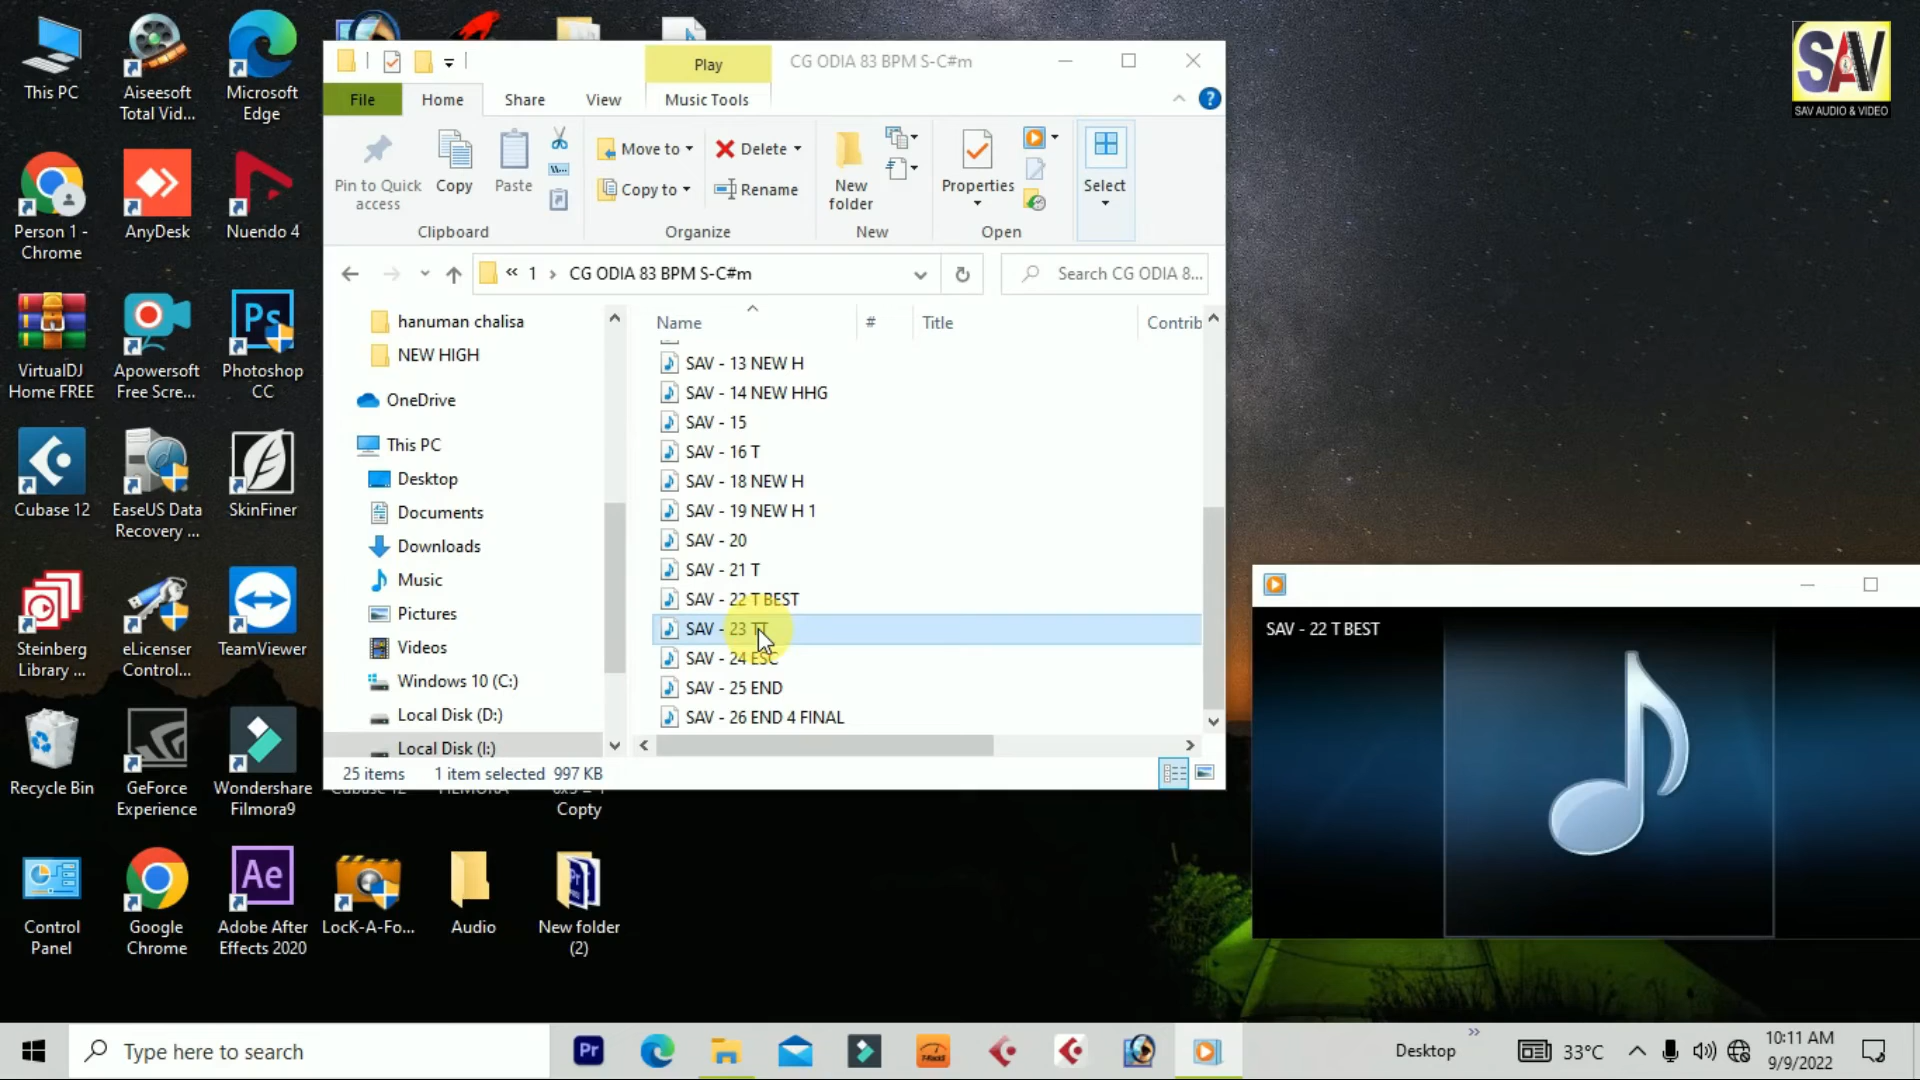 This PC
Aiseesoft
Total Vid...
Microsoft
Edge
Person 1 -
Chrome
AnyDesk
Nuendo 4
VirtualDJ
Home FREE
Apowersoft
Free Scre...
Photoshop
CC
Cubase 12
EaseUS Data
Recovery ...
SkinFiner
Steinberg
Library ...
eLicenser
Control...
TeamViewer
Recycle Bin
GeForce
Experience
Wondershare
Filmora9
Copty
Control
Panel
Google
Chrome
Adobe After
Effects 2020
LocK-A-Fo...
Audio
New folder
(2)
Play
CG ODIA 83 BPM S-C#m
File
Home
Share
View
Music Tools
Pin to Quick
access
Copy
Paste
Move to
Copy to
Delete
Rename
New
folder
Properties
Select
Clipboard
Organize
New
Open
« 1 › CG ODIA 83 BPM S-C#m
Search CG ODIA 8...
hanuman chalisa
NEW HIGH
OneDrive
This PC
Desktop
Documents
Downloads
Music
Pictures
Videos
Windows 10 (C:)
Local Disk (D:)
Local Disk (I:)
Name
#
Title
Contrib
SAV - 13 NEW H
SAV - 14 NEW HHG
SAV - 15
SAV - 16 T
SAV - 18 NEW H
SAV - 19 NEW H 1
SAV - 20
SAV - 21 T
SAV - 22 T BEST
SAV - 23 TT
SAV - 24 ESC
SAV - 25 END
SAV - 26 END 4 FINAL
25 items
1 item selected 997 KB
SAV
SAV AUDIO & VIDEO
SAV - 22 T BEST
Type here to search
Pr
Desktop
33°C
10:11 AM
9/9/2022